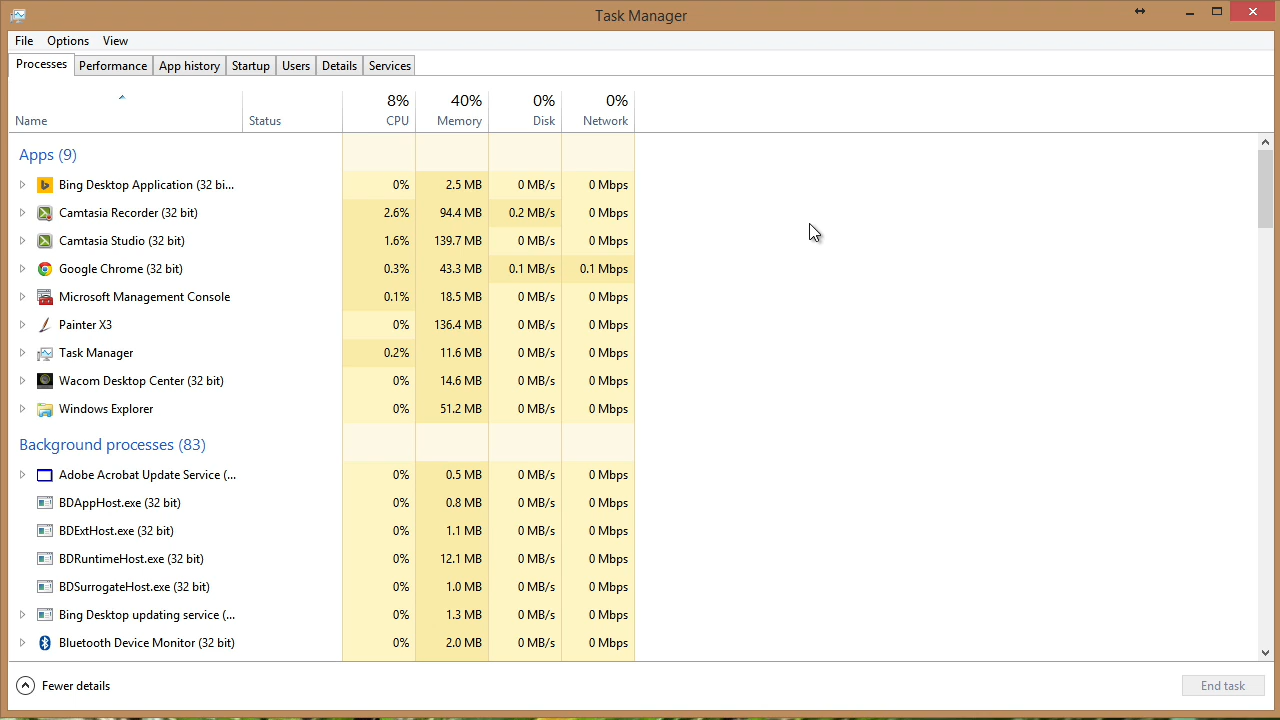 Task Manager
File Options View
Processes Performance App history Startup Users Details Services
8% 40% 0% 0%
Name Status CPU Memory Disk Network
Apps (9)
Bing Desktop Application (32 bi... 0% 2.5 MB 0 MB/s 0 Mbps
Camtasia Recorder (32 bit) 2.6% 94.4 MB 0.2 MB/s 0 Mbps
Camtasia Studio (32 bit) 1.6% 139.7 MB 0 MB/s 0 Mbps
Google Chrome (32 bit) 0.3% 43.3 MB 0.1 MB/s 0.1 Mbps
Microsoft Management Console 0.1% 18.5 MB 0 MB/s 0 Mbps
Painter X3 0% 136.4 MB 0 MB/s 0 Mbps
Task Manager 0.2% 11.6 MB 0 MB/s 0 Mbps
Wacom Desktop Center (32 bit) 0% 14.6 MB 0 MB/s 0 Mbps
Windows Explorer 0% 51.2 MB 0 MB/s 0 Mbps
Background processes (83)
Adobe Acrobat Update Service (... 0% 0.5 MB 0 MB/s 0 Mbps
BDAppHost.exe (32 bit) 0% 0.8 MB 0 MB/s 0 Mbps
BDExtHost.exe (32 bit) 0% 1.1 MB 0 MB/s 0 Mbps
BDRuntimeHost.exe (32 bit) 0% 12.1 MB 0 MB/s 0 Mbps
BDSurrogateHost.exe (32 bit) 0% 1.0 MB 0 MB/s 0 Mbps
Bing Desktop updating service (... 0% 1.3 MB 0 MB/s 0 Mbps
Bluetooth Device Monitor (32 bit) 0% 2.0 MB 0 MB/s 0 Mbps
Fewer details End task